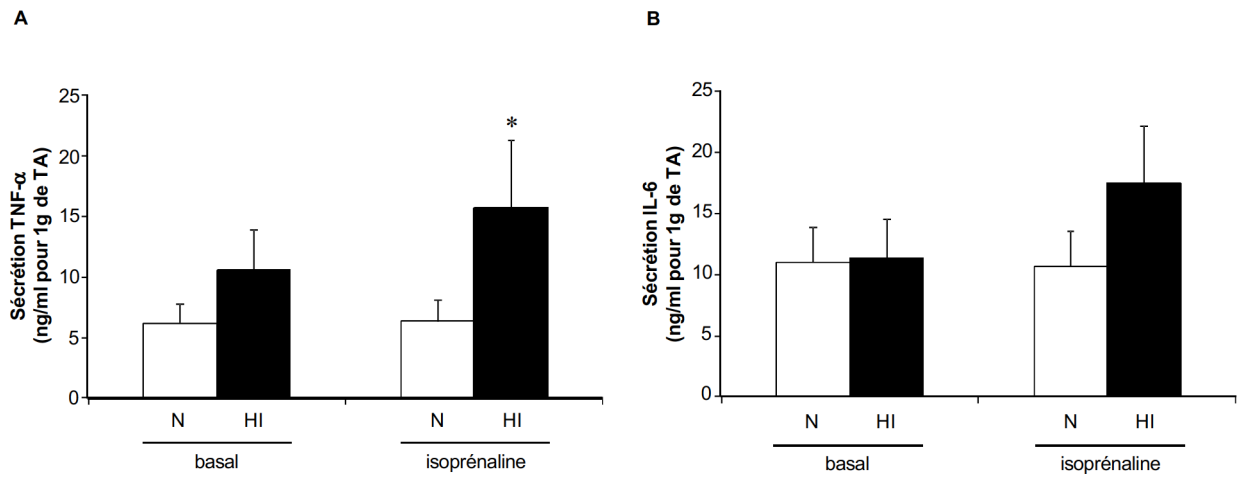 A
Sécrétion TNF-α
(ng/ml pour 1g de TA)
25
20
15
10
5
0
*
N HI N HI
basal isoprénaline
B
Sécrétion IL-6
(ng/ml pour 1g de TA)
25
20
15
10
5
0
N HI N HI
basal isoprénaline